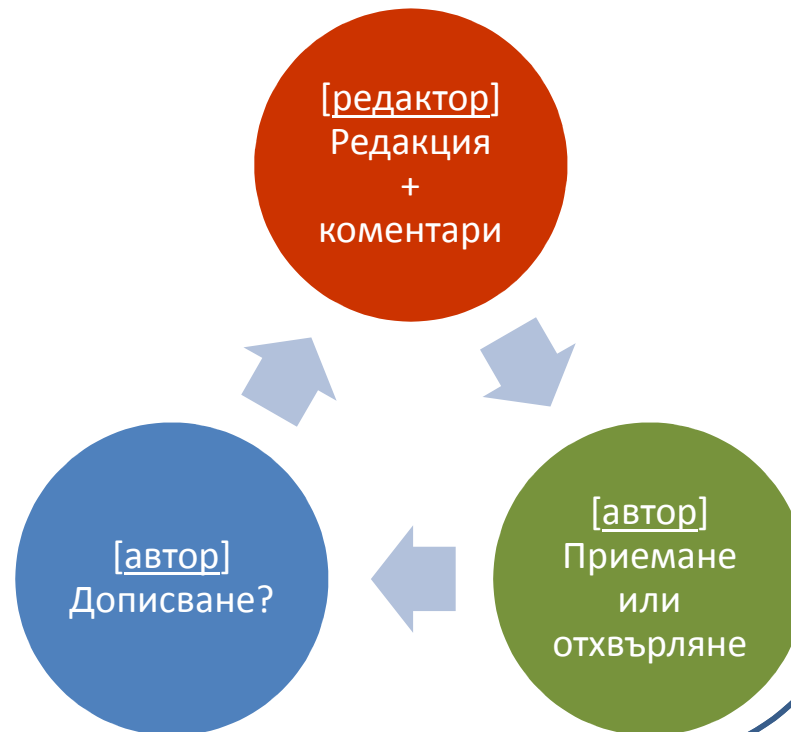 [редактор]
Редакция
+
коментари
[автор]
Приемане
или
отхвърляне
[автор]
Дописване?